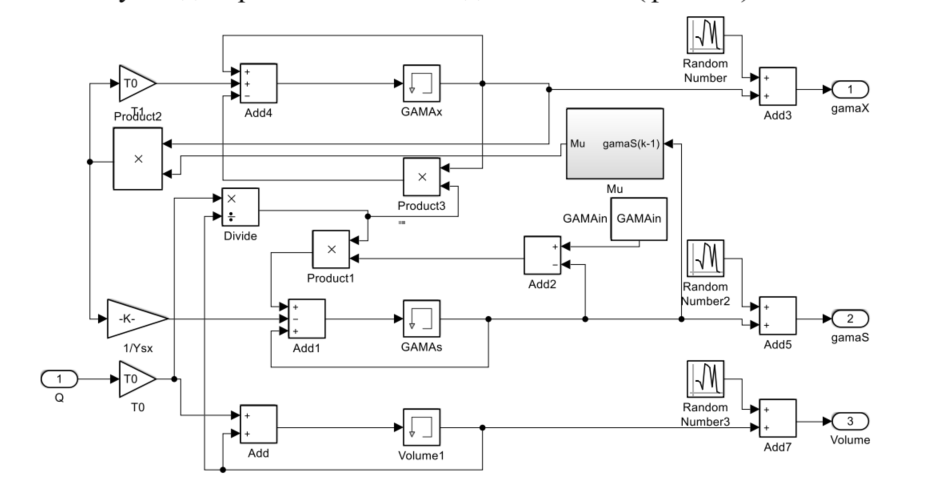 Random
Number
T0
T1
Add4
GAMAx
Add3
1
gamaX
Product2
×
Mu
gamaS(k-1)
Mu
×
Product3
×
÷
Divide
GAMAin
GAMAin
×
Product1
Add2
Random
Number2
-K-
1/Ysx
Add1
GAMAs
Add5
2
gamaS
1
Q
T0
T0
Random
Number3
Add
Volume1
Add7
3
Volume